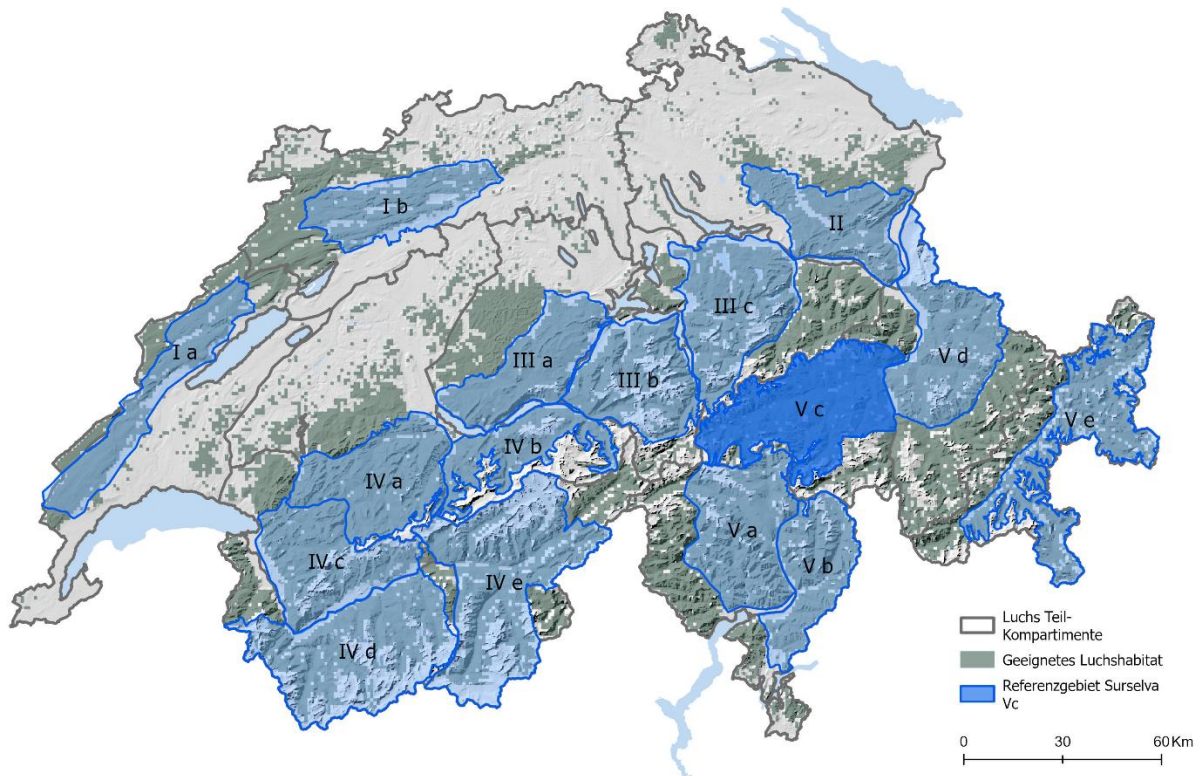 I b
II
I a
III c
III a
III b
V d
V c
V e
IV b
IV a
V a
V b
IV c
IV e
IV d
Luchs Teil-
Kompartimente
Geeignetes Luchshabitat
Referenzgebiet Surselva
Vc
0 30 60 Km